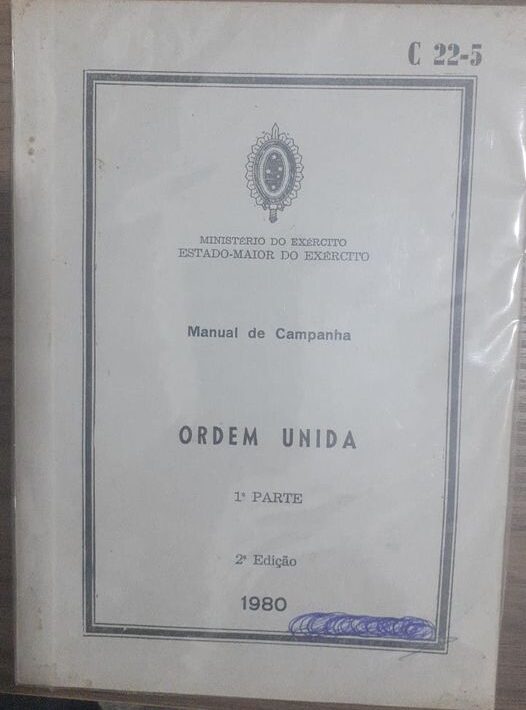 C 22-5
MINISTÉRIO DO EXÉRCITO
ESTADO-MAIOR DO EXÉRCITO
Manual de Campanha
ORDEM UNIDA
1ª PARTE
2ª Edição
1980